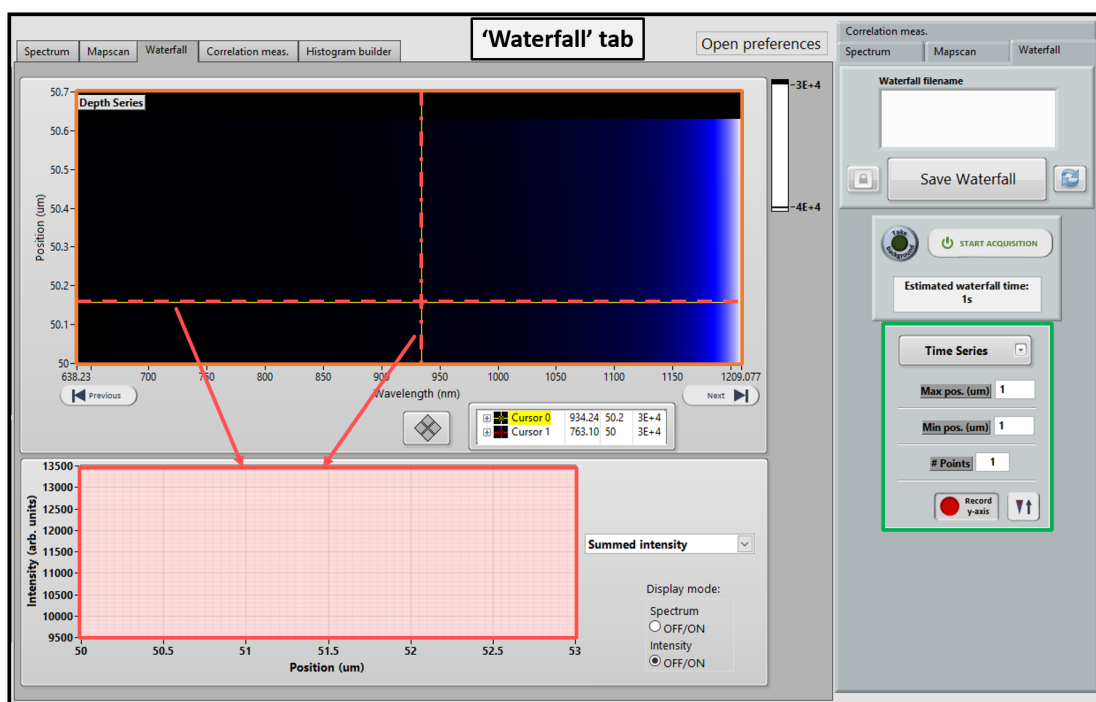 'Waterfall' tab
Spectrum
Mapscan
Waterfall
Correlation meas.
Histogram builder
Open preferences
Depth Series
50.7
50.6
50.5
50.4
50.3
50.2
50.1
50
Position (um)
638.23 700 750 800 850 900 950 1000 1050 1100 1150 1209.077
Wavelength (nm)
Previous
Next
-3E+4
-4E+4
Cursor 0 934.24 50.2 3E+4
Cursor 1 763.10 50 3E+4
13500
13000
12500
12000
11500
11000
10500
10000
9500
Intensity (arb. units)
50 50.5 51 51.5 52 52.5 53
Position (um)
Summed intensity
Display mode:
Spectrum
OFF/ON
Intensity
OFF/ON
Correlation meas.
Spectrum
Mapscan
Waterfall
Waterfall filename
Save Waterfall
Take background
START ACQUISITION
Estimated waterfall time:
1s
Time Series
Max pos. (um) 1
Min pos. (um) 1
# Points 1
Record
y-axis